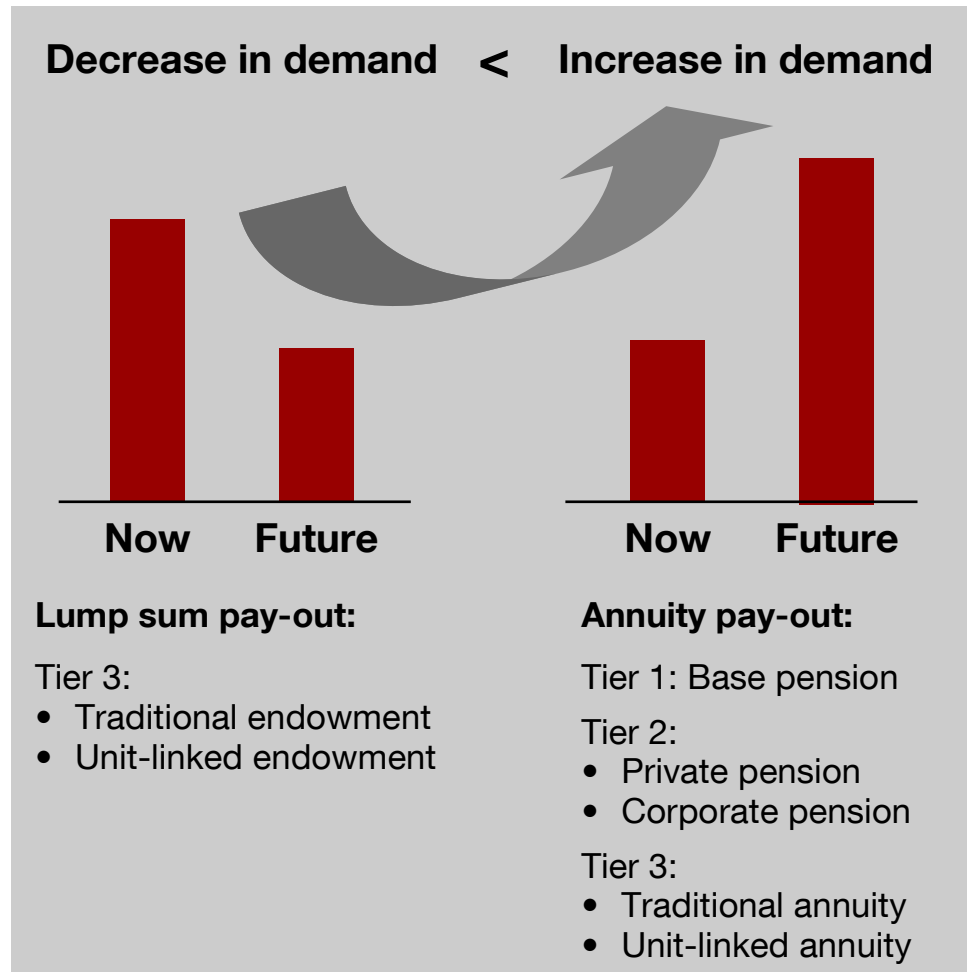 Decrease in demand < Increase in demand
Now Future
Now Future
Lump sum pay-out:
Tier 3:
• Traditional endowment
• Unit-linked endowment
Annuity pay-out:
Tier 1: Base pension
Tier 2:
• Private pension
• Corporate pension
Tier 3:
• Traditional annuity
• Unit-linked annuity